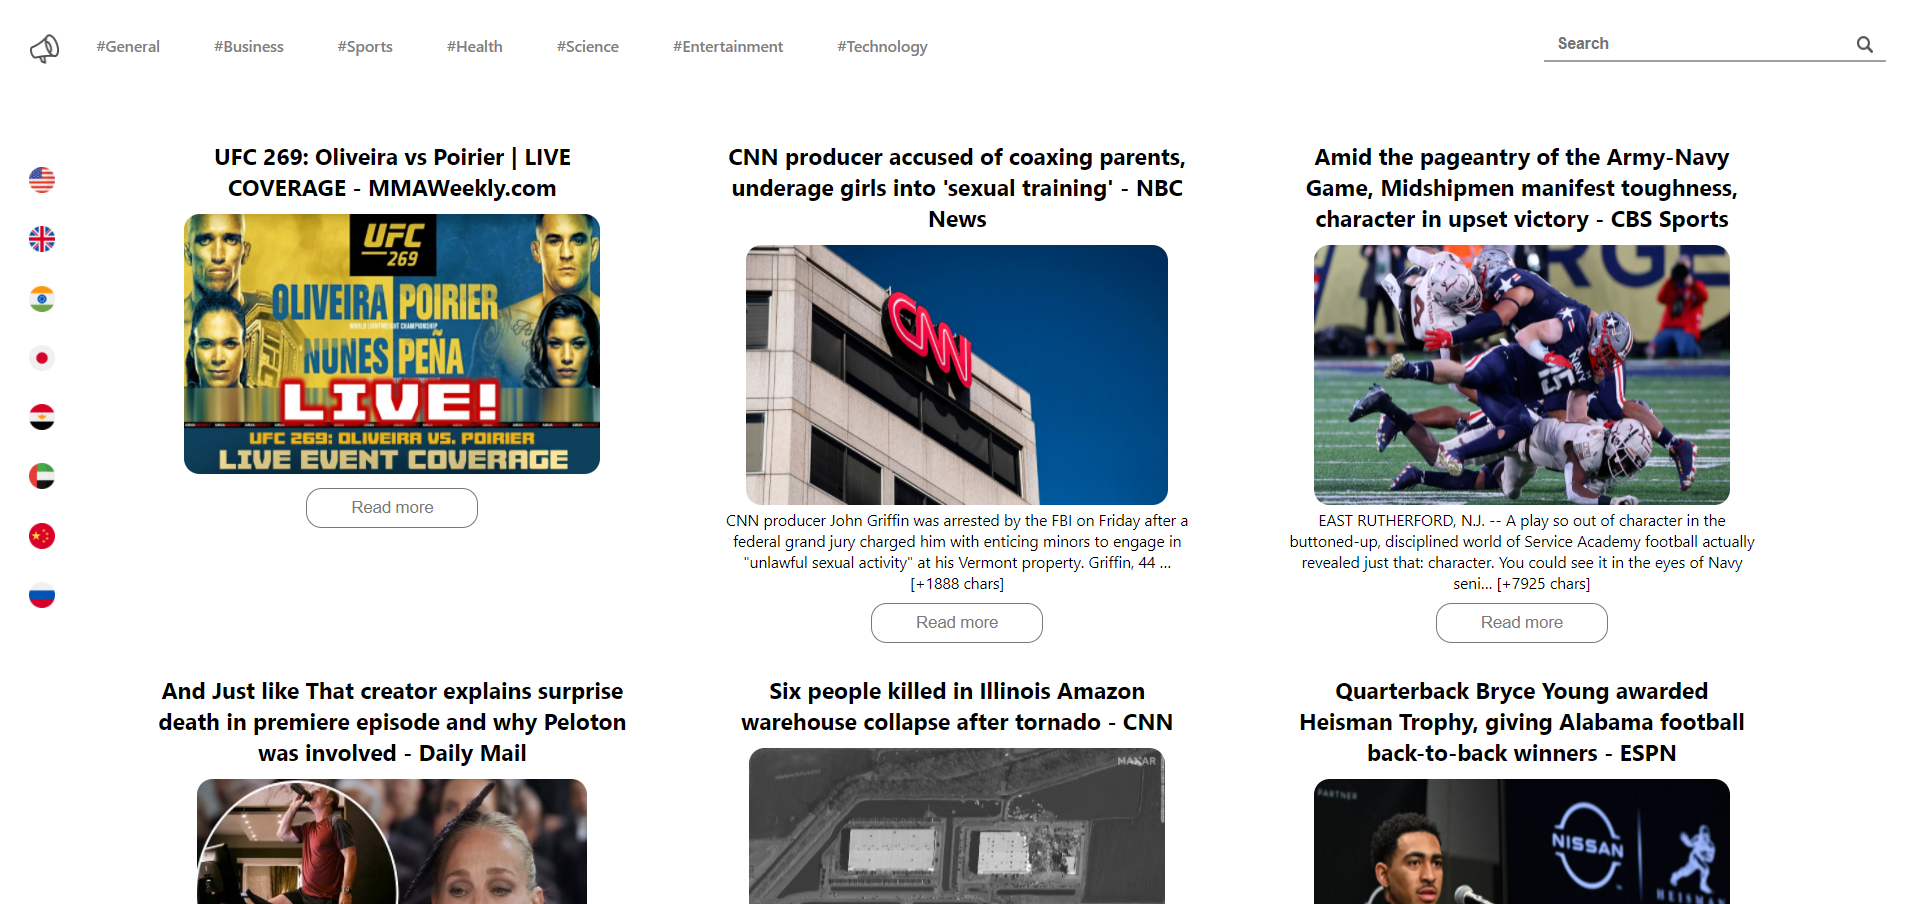 #General #Business #Sports #Health #Science #Entertainment #Technology
Search
UFC 269: Oliveira vs Poirier | LIVE
COVERAGE - MMAWeekly.com
UFC
269
OLIVEIRA POIRIER
WORLD LIGHTWEIGHT CHAMPIONSHIP
NUNES PEÑA
LIVE!
UFC 269: OLIVEIRA VS. POIRIER
LIVE EVENT COVERAGE
Read more
CNN producer accused of coaxing parents,
underage girls into 'sexual training' - NBC
News
CNN
CNN producer John Griffin was arrested by the FBI on Friday after a
federal grand jury charged him with enticing minors to engage in
"unlawful sexual activity" at his Vermont property. Griffin, 44 …
[+1888 chars]
Read more
Amid the pageantry of the Army-Navy
Game, Midshipmen manifest toughness,
character in upset victory - CBS Sports
RGE
4
NAVY
15
EAST RUTHERFORD, N.J. -- A play so out of character in the
buttoned-up, disciplined world of Service Academy football actually
revealed just that: character. You could see it in the eyes of Navy
seni… [+7925 chars]
Read more
And Just like That creator explains surprise
death in premiere episode and why Peloton
was involved - Daily Mail
Six people killed in Illinois Amazon
warehouse collapse after tornado - CNN
MAXAR
Quarterback Bryce Young awarded
Heisman Trophy, giving Alabama football
back-to-back winners - ESPN
PARTNER
NISSAN
HEISMAN